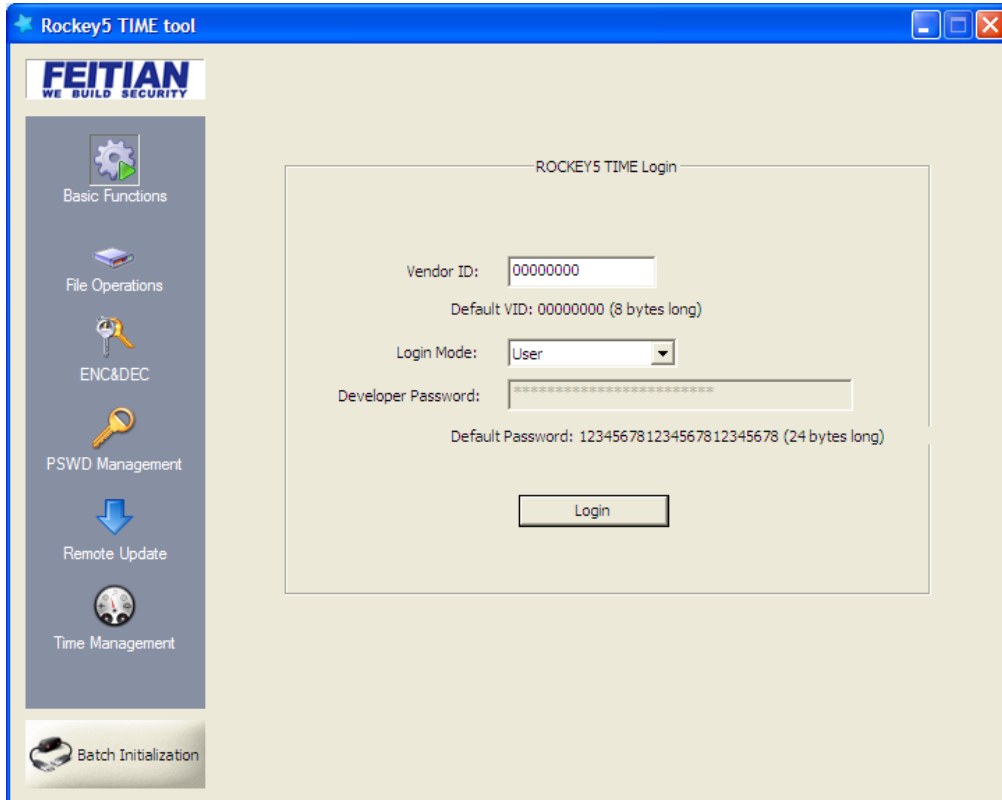 Rockey5 TIME tool
FEITIAN
WE BUILD SECURITY
Basic Functions
File Operations
ENC&DEC
PSWD Management
Remote Update
Time Management
Batch Initialization
ROCKEY5 TIME Login
Vendor ID: 00000000
Default VID: 00000000 (8 bytes long)
Login Mode: User
Developer Password: ************************
Default Password: 123456781234567812345678 (24 bytes long)
Login